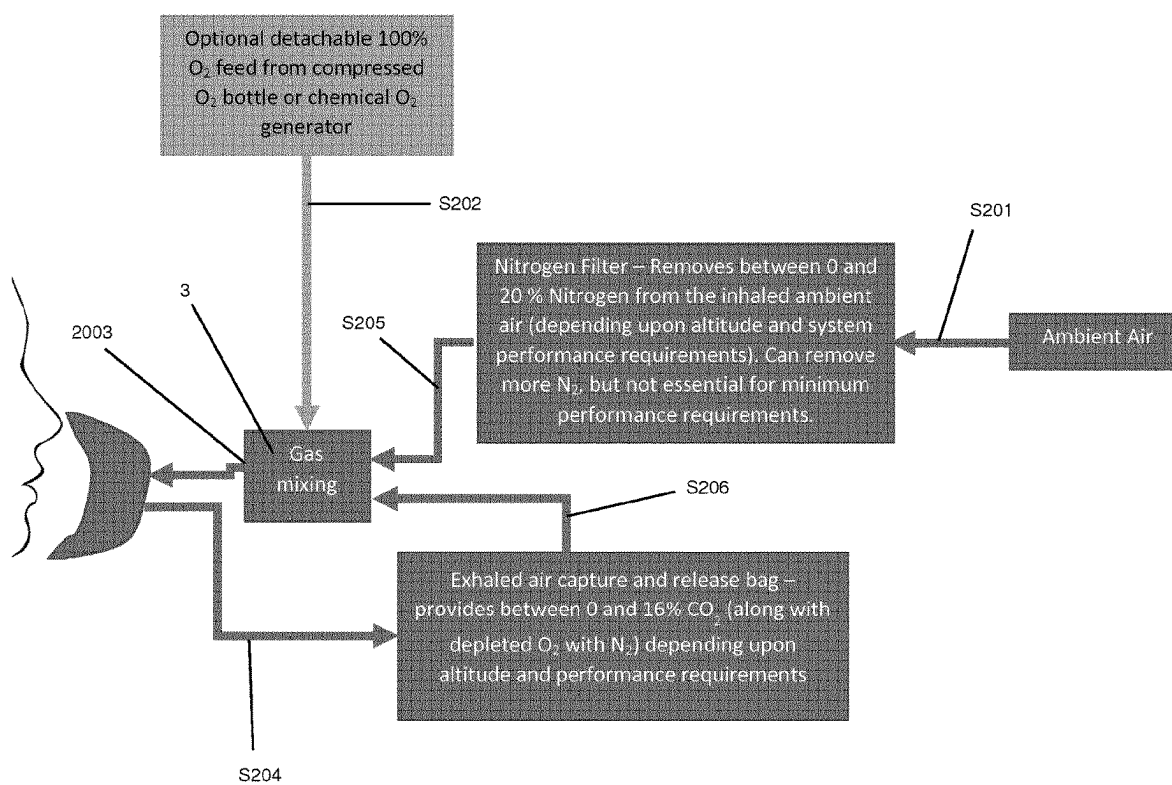 Optional detachable 100%
O₂ feed from compressed
O₂ bottle or chemical O₂
generator
S202
S201
Nitrogen Filter – Removes between 0 and
20 % Nitrogen from the inhaled ambient
air (depending upon altitude and system
performance requirements). Can remove
more N₂, but not essential for minimum
performance requirements.
Ambient Air
3
2003
S205
Gas
mixing
S206
Exhaled air capture and release bag –
provides between 0 and 16% CO₂ (along with
depleted O₂ with N₂) depending upon
altitude and performance requirements
S204